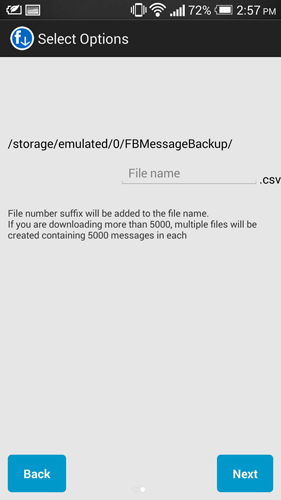 72% 2:57 PM
Select Options
/storage/emulated/0/FBMessageBackup/
File name .csv
File number suffix will be added to the file name.
If you are downloading more than 5000, multiple files will be
created containing 5000 messages in each
Back Next